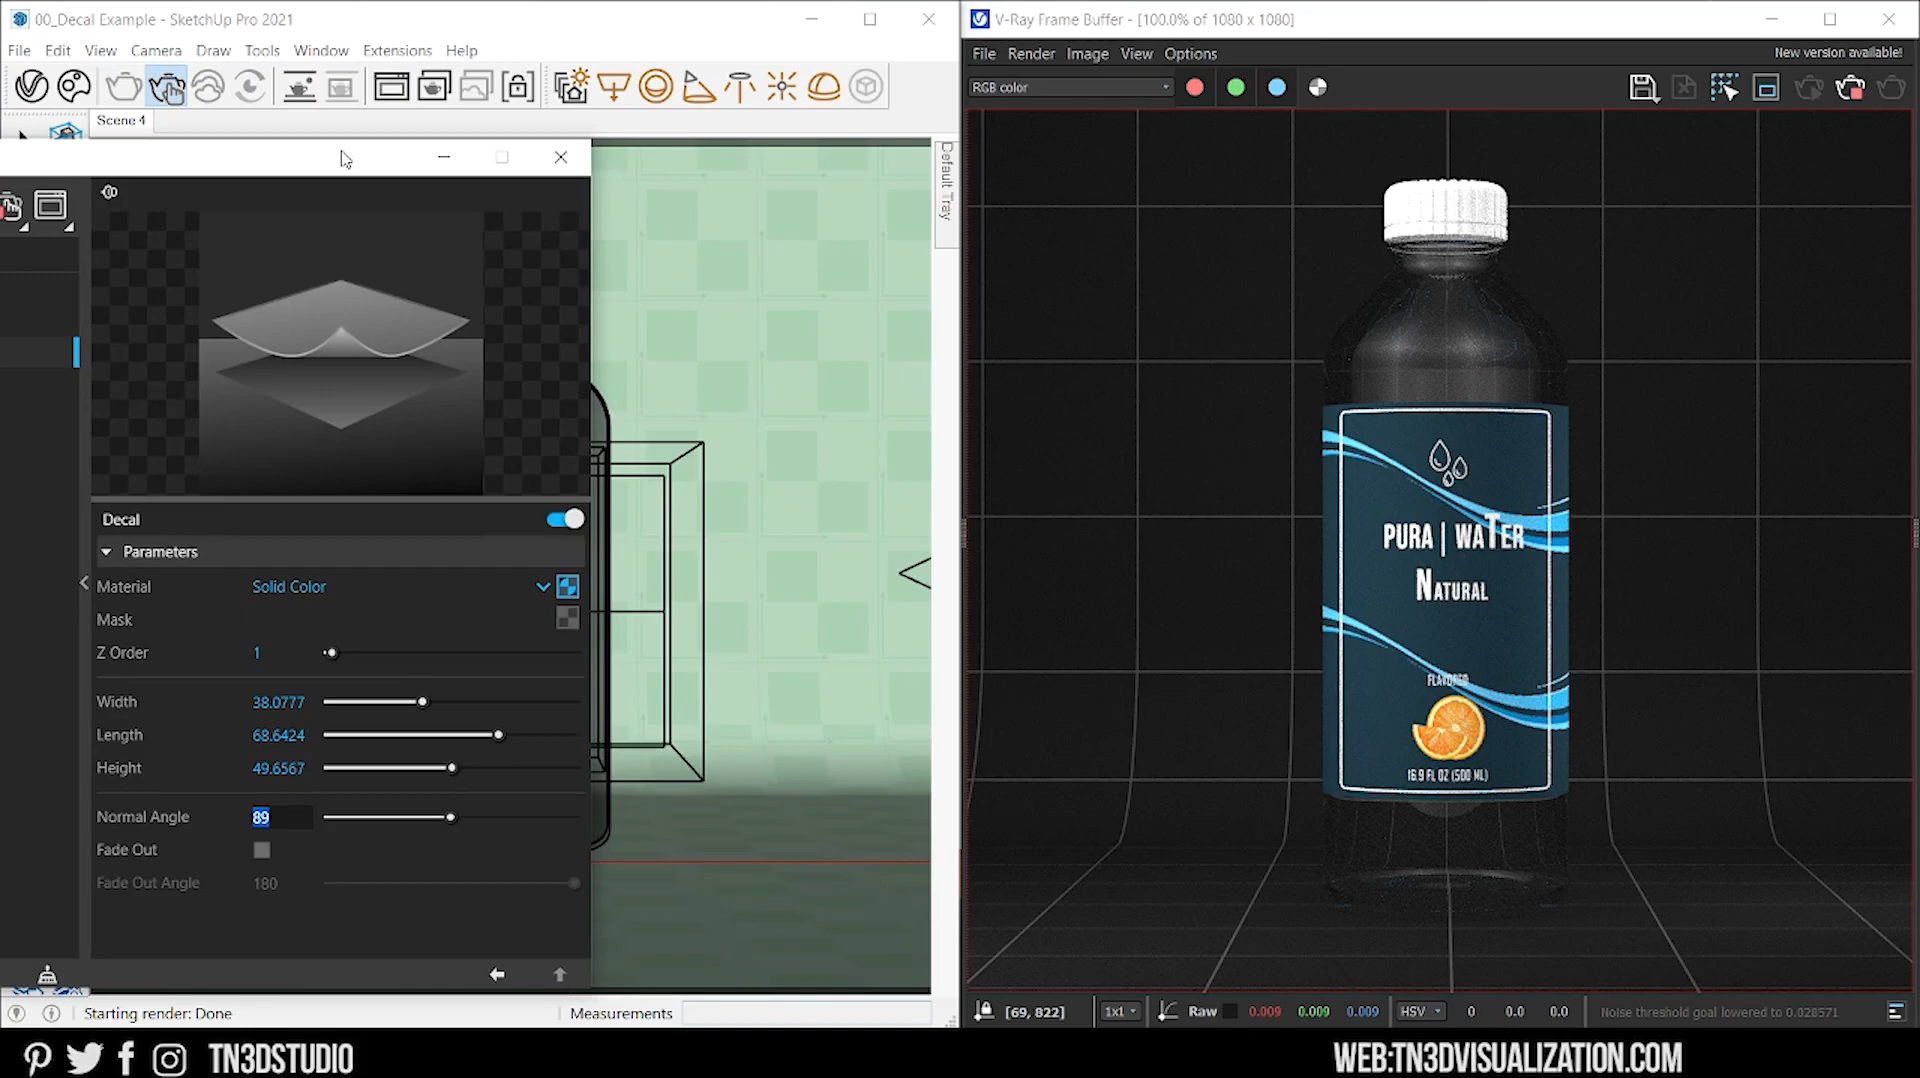 00_Decal Example - SketchUp Pro 2021
File Edit View Camera Draw Tools Window Extensions Help
Scene 4
Default Tray
Decal
Parameters
Material Solid Color
Mask
Z Order 1
Width 38.0777
Length 68.6424
Height 49.6567
Normal Angle 89
Fade Out
Fade Out Angle 180
Starting render: Done
Measurements
V-Ray Frame Buffer - [100.0% of 1080 x 1080]
File Render Image View Options
New version available!
RGB color
PURA | WATER
NATURAL
FLAVORED
16.9 FL OZ (500 ML)
[69, 822] 1x1 Raw 0.009 0.009 0.009 HSV 0 0.0 0.0 Noise threshold goal lowered to 0.028571
TN3DSTUDIO
WEB:TN3DVISUALIZATION.COM